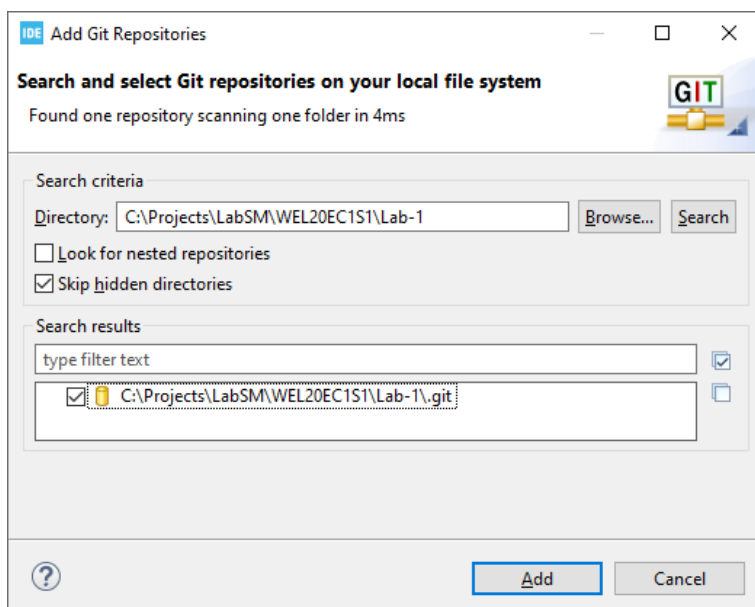 IDE Add Git Repositories
Search and select Git repositories on your local file system
Found one repository scanning one folder in 4ms
GIT
Search criteria
Directory: C:\Projects\LabSM\WEL20EC1S1\Lab-1 Browse... Search
Look for nested repositories
Skip hidden directories
Search results
type filter text
C:\Projects\LabSM\WEL20EC1S1\Lab-1\.git
? Add Cancel